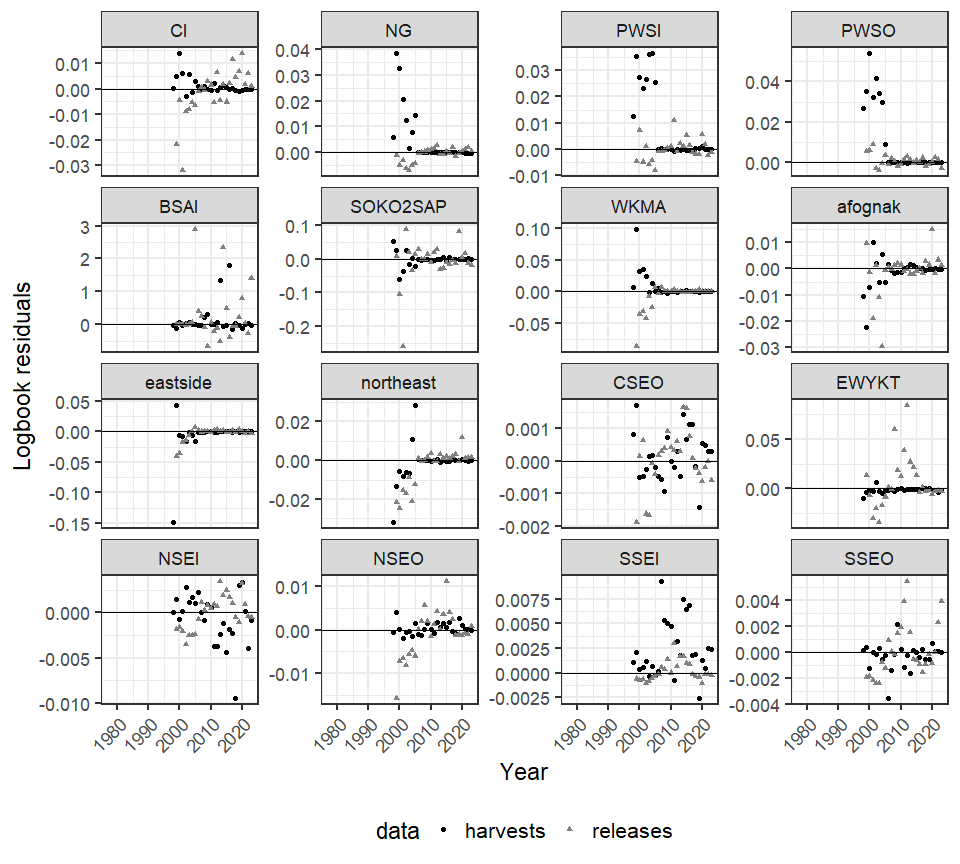 CI NG PWSI PWSO
0.01 0.00 -0.01 -0.02 -0.03
0.04 0.03 0.02 0.01 0.00
0.03 0.02 0.01 0.00 -0.01
0.04 0.02 0.00
BSAI SOKO2SAP WKMA afognak
3 2 1 0
0.1 0.0 -0.1 -0.2
0.10 0.05 0.00 -0.05
0.01 0.00 -0.01 -0.02 -0.03
eastside northeast CSEO EWYKT
0.05 0.00 -0.05 -0.10 -0.15
0.02 0.00 -0.02
0.001 0.000 -0.001 -0.002
0.05 0.00
NSEI NSEO SSEI SSEO
0.000 -0.005 -0.010
0.01 0.00 -0.01
0.0075 0.0050 0.0025 0.0000 -0.0025
0.004 0.002 0.000 -0.002 -0.004
1980 1990 2000 2010 2020
1980 1990 2000 2010 2020
1980 1990 2000 2010 2020
1980 1990 2000 2010 2020
Logbook residuals
Year
data harvests releases